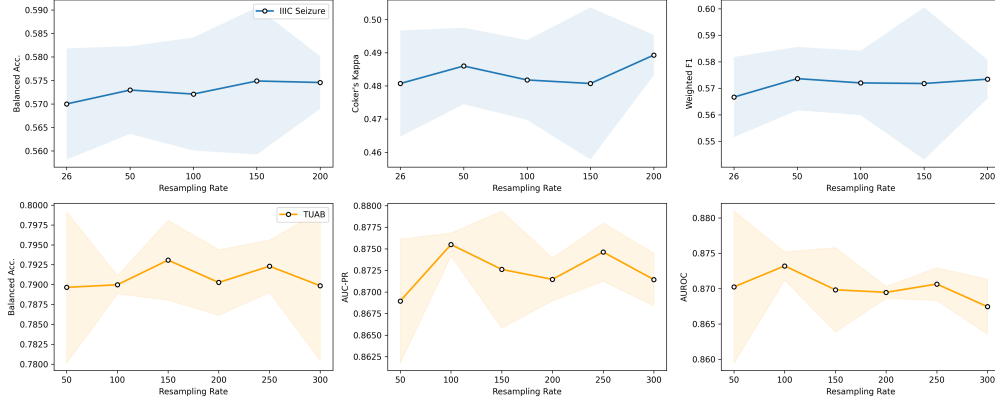 IIIC Seizure
Balanced Acc.
0.590
0.585
0.580
0.575
0.570
0.565
0.560
26 50 100 150 200
Resampling Rate
Coker's Kappa
0.50
0.49
0.48
0.47
0.46
26 50 100 150 200
Resampling Rate
Weighted F1
0.60
0.59
0.58
0.57
0.56
0.55
26 50 100 150 200
Resampling Rate
TUAB
Balanced Acc.
0.8000
0.7975
0.7950
0.7925
0.7900
0.7875
0.7850
0.7825
0.7800
50 100 150 200 250 300
Resampling Rate
AUC-PR
0.8800
0.8775
0.8750
0.8725
0.8700
0.8675
0.8650
0.8625
50 100 150 200 250 300
Resampling Rate
AUROC
0.880
0.875
0.870
0.865
0.860
50 100 150 200 250 300
Resampling Rate